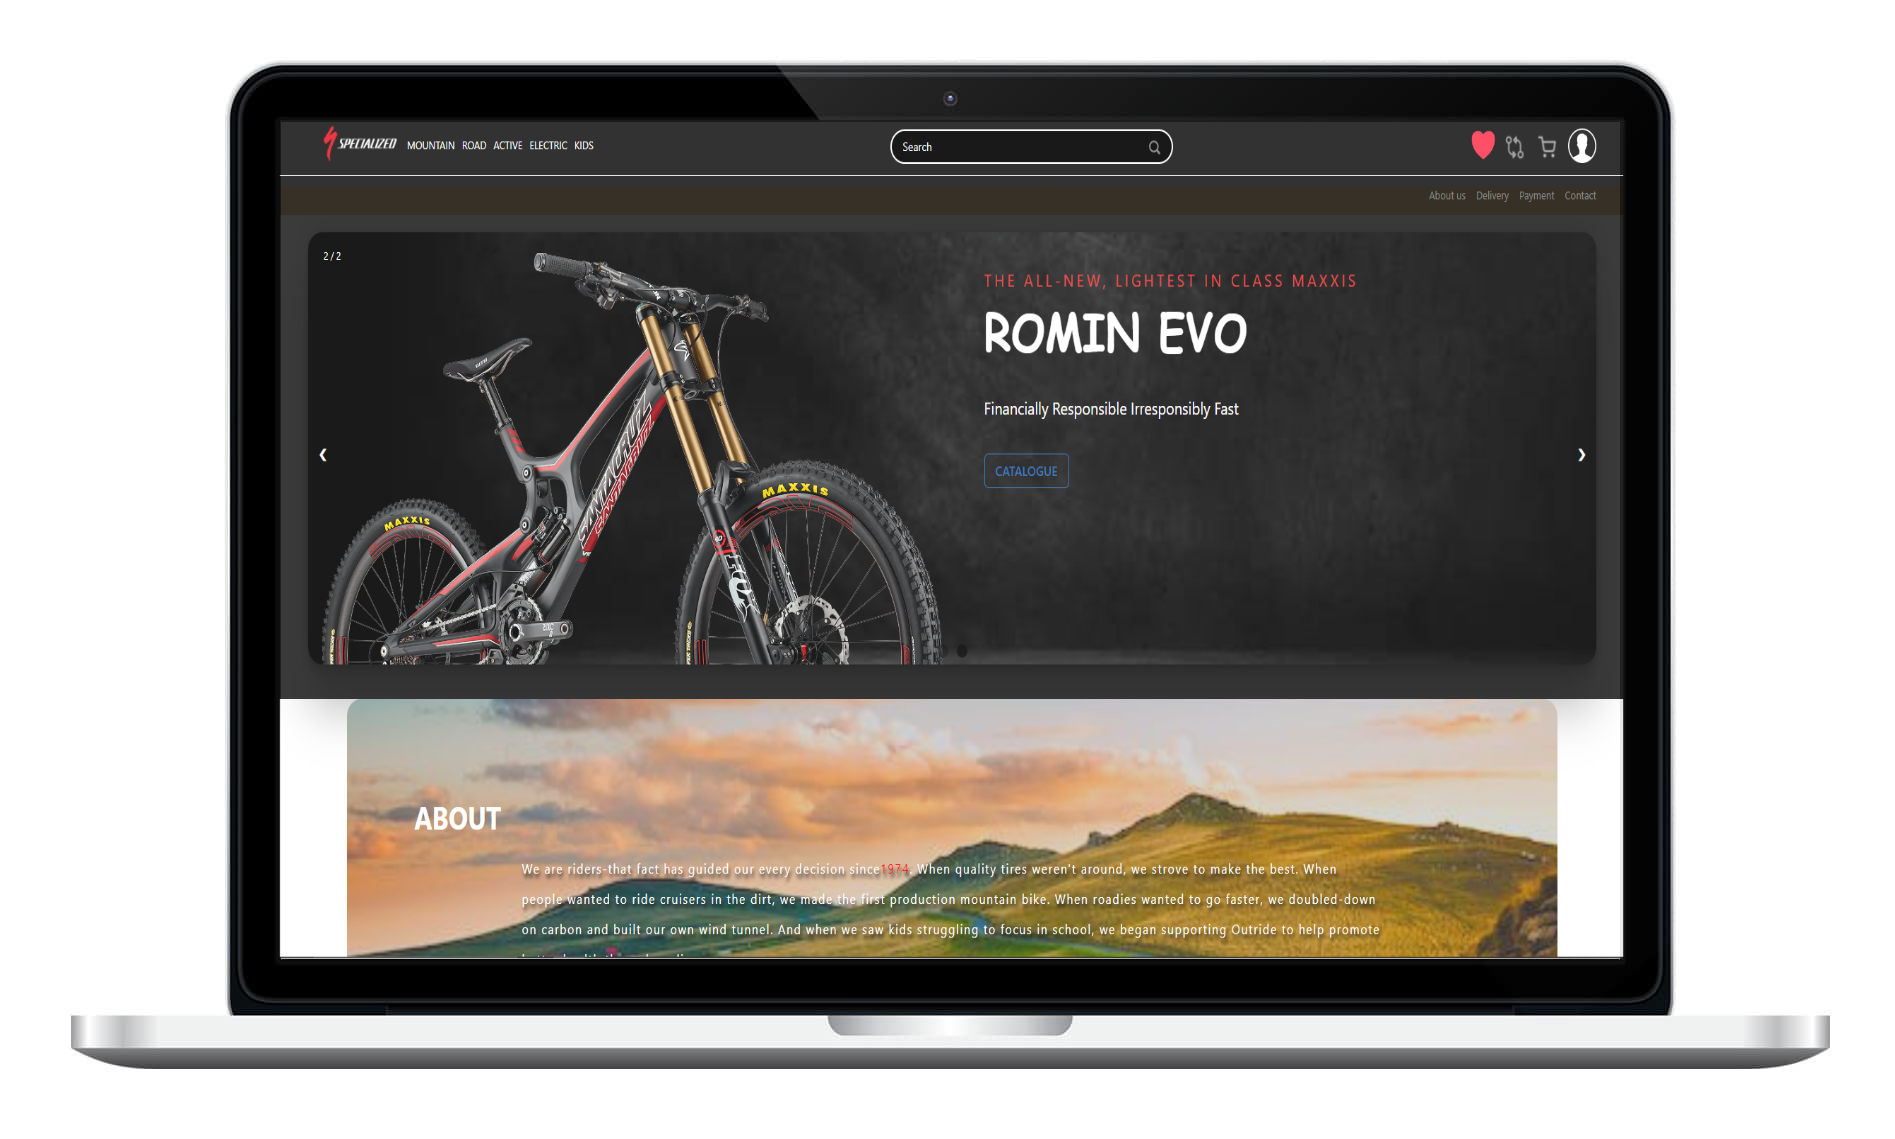 SPECIALIZED MOUNTAIN ROAD ACTIVE ELECTRIC KIDS
Search
About us Delivery Payment Contact
2 / 2
THE ALL-NEW, LIGHTEST IN CLASS MAXXIS
ROMIN EVO
Financially Responsible Irresponsibly Fast
CATALOGUE
SANTACRUZ
MAXXIS
MAXXIS
ABOUT
We are riders-that fact has guided our every decision since1974. When quality tires weren't around, we strove to make the best. When
people wanted to ride cruisers in the dirt, we made the first production mountain bike. When roadies wanted to go faster, we doubled-down
on carbon and built our own wind tunnel. And when we saw kids struggling to focus in school, we began supporting Outride to help promote